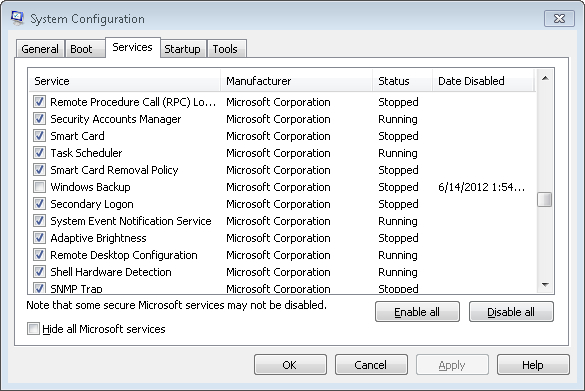 System Configuration
General Boot Services Startup Tools
Service Manufacturer Status Date Disabled
Remote Procedure Call (RPC) Lo... Microsoft Corporation Stopped
Security Accounts Manager Microsoft Corporation Running
Smart Card Microsoft Corporation Stopped
Task Scheduler Microsoft Corporation Running
Smart Card Removal Policy Microsoft Corporation Stopped
Windows Backup Microsoft Corporation Stopped 6/14/2012 1:54...
Secondary Logon Microsoft Corporation Stopped
System Event Notification Service Microsoft Corporation Running
Adaptive Brightness Microsoft Corporation Stopped
Remote Desktop Configuration Microsoft Corporation Running
Shell Hardware Detection Microsoft Corporation Running
SNMP Trap Microsoft Corporation Stopped
Note that some secure Microsoft services may not be disabled.
Enable all Disable all
Hide all Microsoft services
OK Cancel Apply Help